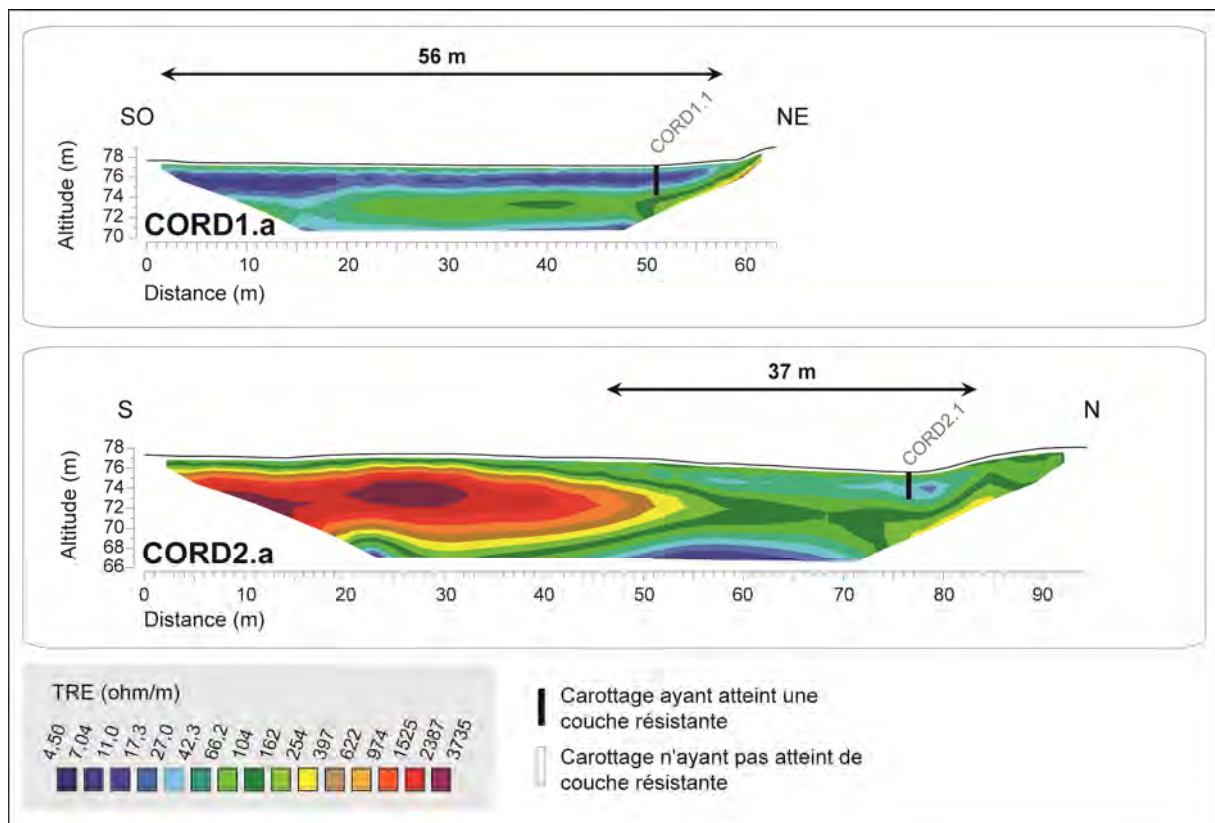 56 m
SO
NE
CORD1.1
Altitude (m)
78
76
74
72
70
CORD1.a
0 10 20 30 40 50 60
Distance (m)
37 m
S
N
CORD2.1
Altitude (m)
78
76
74
72
70
68
66
CORD2.a
0 10 20 30 40 50 60 70 80 90
Distance (m)
TRE (ohm/m)
4,50 7,04 11,0 17,3 27,0 42,3 66,2 104 162 254 397 622 974 1525 2387 3735
Carottage ayant atteint une
couche résistante
Carottage n'ayant pas atteint de
couche résistante